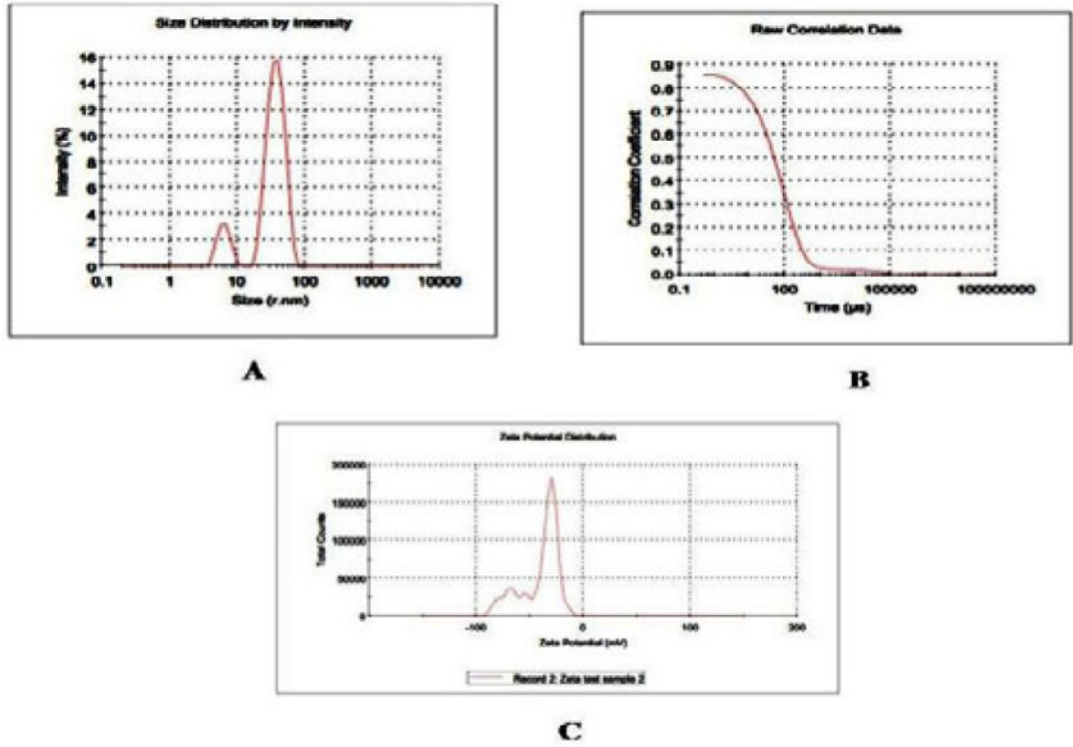 Size Distribution by Intensity
16
14
12
10
8
6
4
2
0
Intensity (%)
0.1 1 10 100 1000 10000
Size (r.nm)
A
Raw Correlation Data
0.9
0.8
0.7
0.6
0.5
0.4
0.3
0.2
0.1
0.0
Correlation Coefficent
0.1 100 100000 100000000
Time (µs)
B
Zeta Potential Distribution
200000
150000
100000
50000
0
Total Counts
-100 0 100 200
Zeta Potential (mV)
Record 2: Zeta test sample 2
C